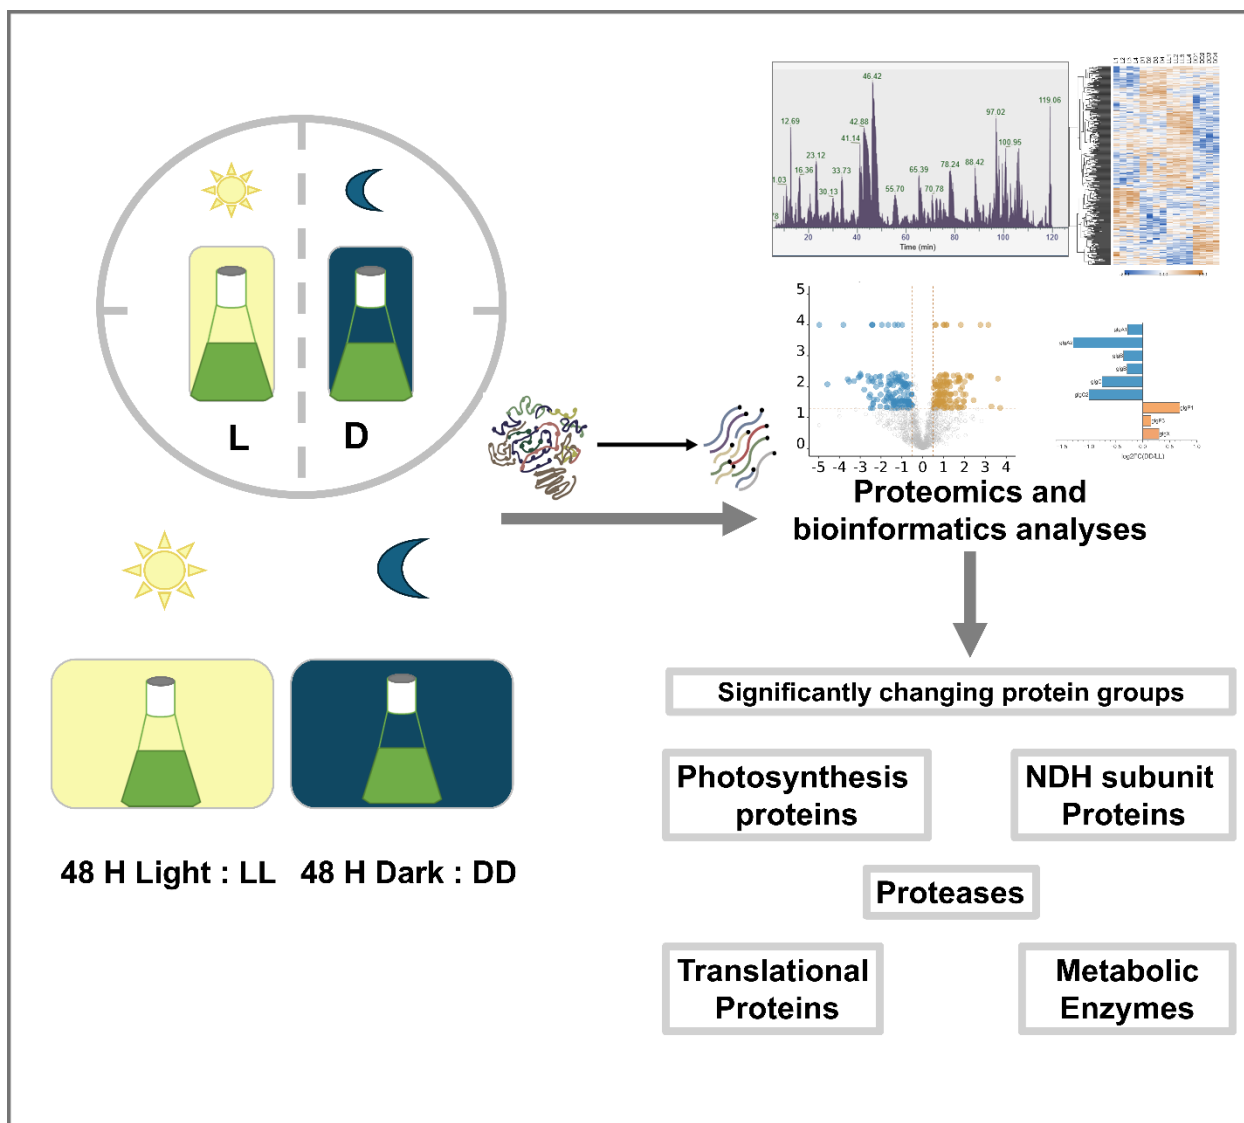 L
D
48 H Light : LL
48 H Dark : DD
46.42
119.06
97.02
12.69
42.88
41.14
100.95
23.12
16.36
33.73
65.39
78.24
88.42
30.13
55.70
70.78
20
40
60
80
100
120
Time (min)
5
4
3
2
1
0
-5 -4 -3 -2 -1 0 1 2 3 4
log2FC(DD/LL)
Proteomics and
bioinformatics analyses
Significantly changing protein groups
Photosynthesis
proteins
NDH subunit
Proteins
Proteases
Translational
Proteins
Metabolic
Enzymes